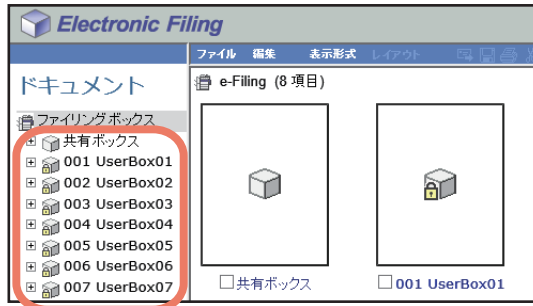 Electronic Filing
ファイル 編集 表示形式 レイアウト
ドキュメント
e-Filing (8 項目)
ファイリングボックス
共有ボックス
001 UserBox01
002 UserBox02
003 UserBox03
004 UserBox04
005 UserBox05
006 UserBox06
007 UserBox07
共有ボックス
001 UserBox01